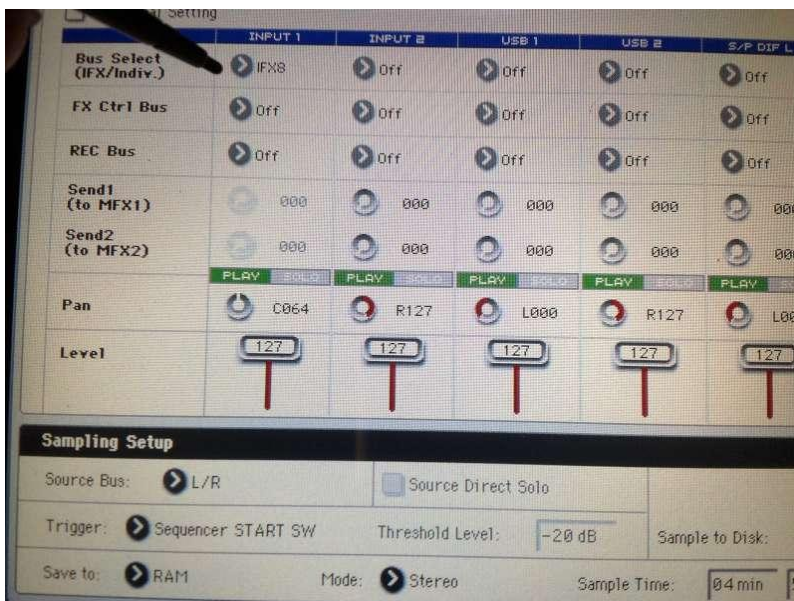 Setting
INPUT 1 INPUT 2 USB 1 USB 2 S/P DIF L
Bus Select
(IFX/Indiv.) IFX8 Off Off Off Off
FX Ctrl Bus Off Off Off Off Off
REC Bus Off Off Off Off Off
Send1
(to MFX1) 000 000 000 000 00
Send2
(to MFX2) 000 000 000 000 00
PLAY SOLO PLAY SOLO PLAY SOLO PLAY SOLO PLAY
Pan C064 R127 L000 R127 L00
Level 127 127 127 127 127
Sampling Setup
Source Bus: L/R Source Direct Solo
Trigger: Sequencer START SW Threshold Level: -20 dB Sample to Disk:
Save to: RAM Mode: Stereo Sample Time: 04 min